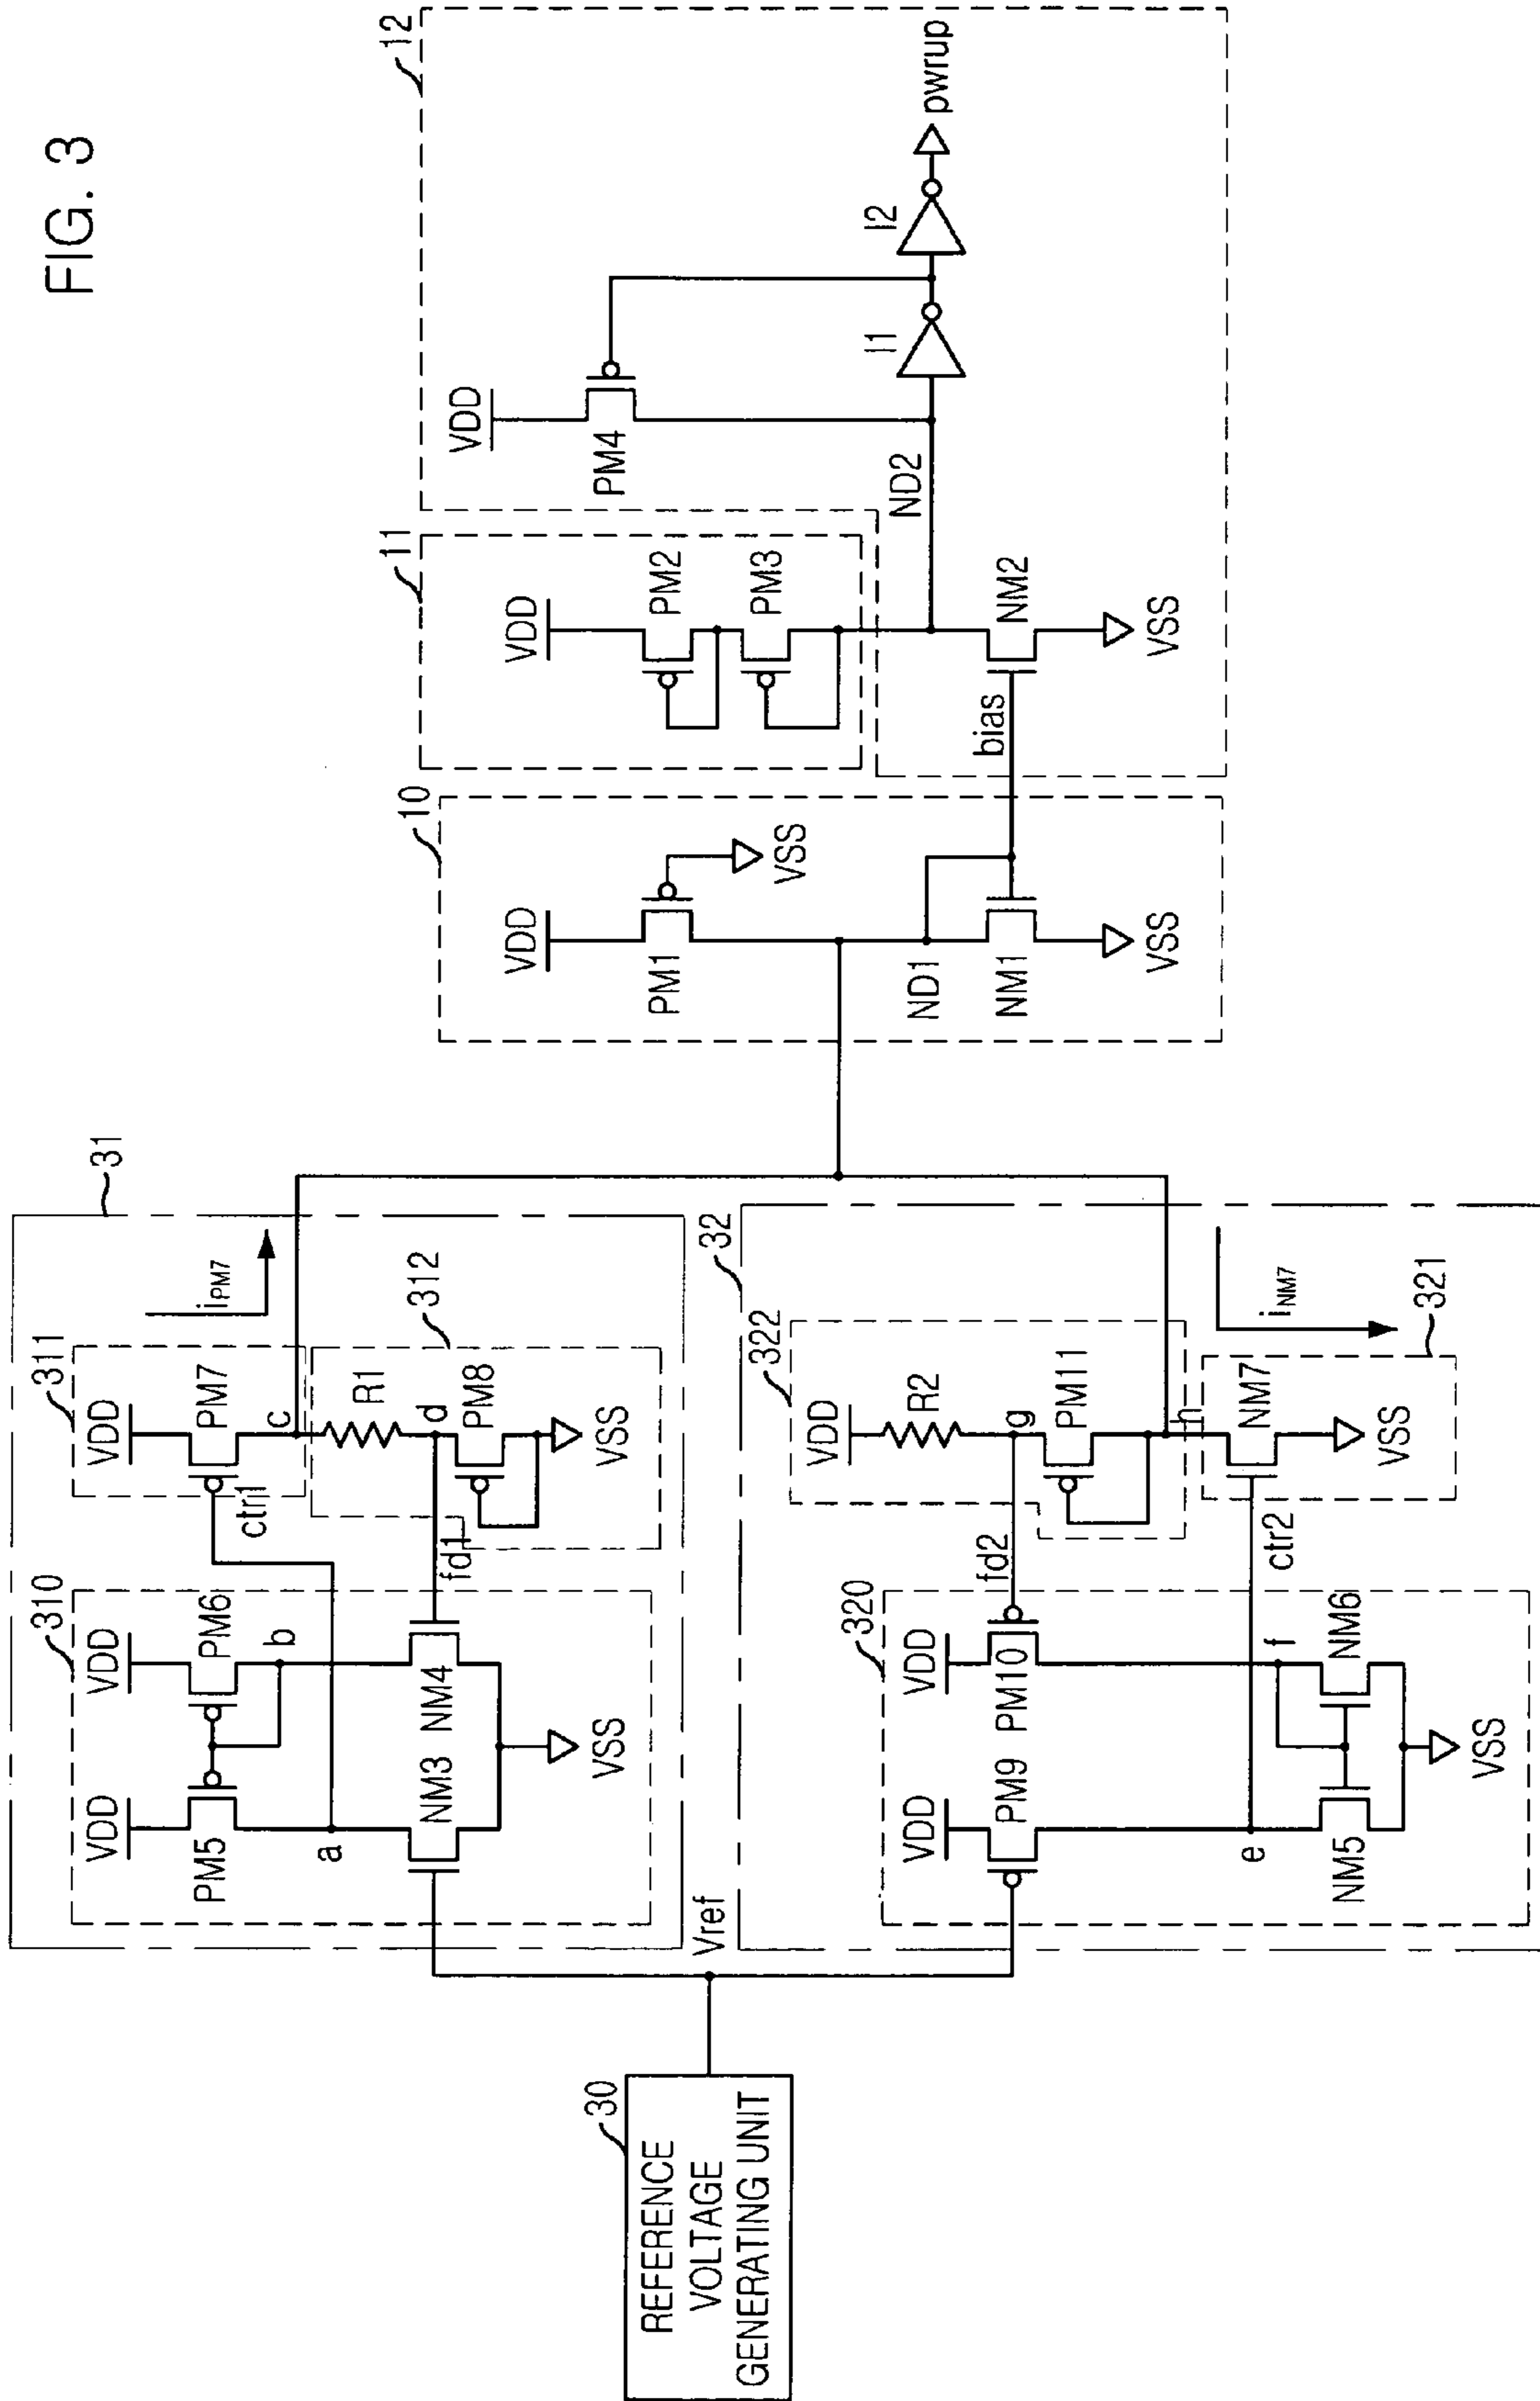 FIG. 3
31
311
VDD
PM7
c
ctr1
iPM7
310
VDD
VDD
PM5
PM6
a
b
312
R1
d
fd1
PM8
VSS
NM3
NM4
VSS
Vref
30
REFERENCE
VOLTAGE
GENERATING UNIT
32
322
VDD
R2
g
fd2
PM11
320
VDD
VDD
PM9
PM10
e
f
NM5
NM6
VSS
ctr2
NM7
VSS
iNM7
321
10
VDD
PM1
VSS
ND1
NM1
VSS
11
VDD
PM2
PM3
bias
NM2
VSS
12
VDD
PM4
ND2
I1
I2
pwrup